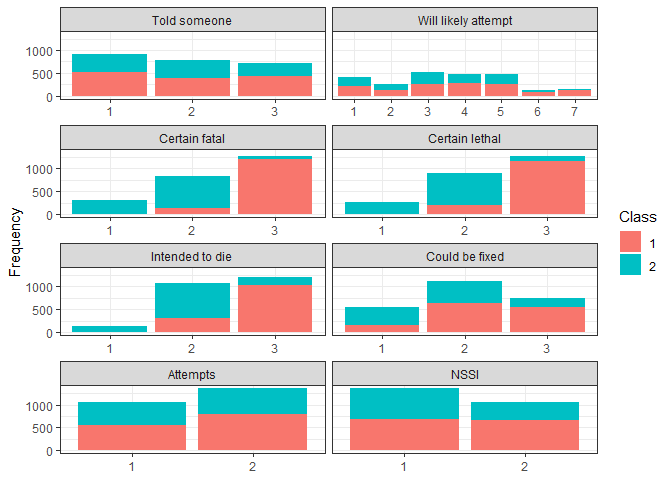 Told someone
Will likely attempt
1000
500
0
1 2 3
1 2 3 4 5 6 7
Certain fatal
Certain lethal
1000
500
0
1 2 3
1 2 3
Frequency
Intended to die
Could be fixed
1000
500
0
1 2 3
1 2 3
Attempts
NSSI
1000
500
0
1 2
1 2
Class
1
2